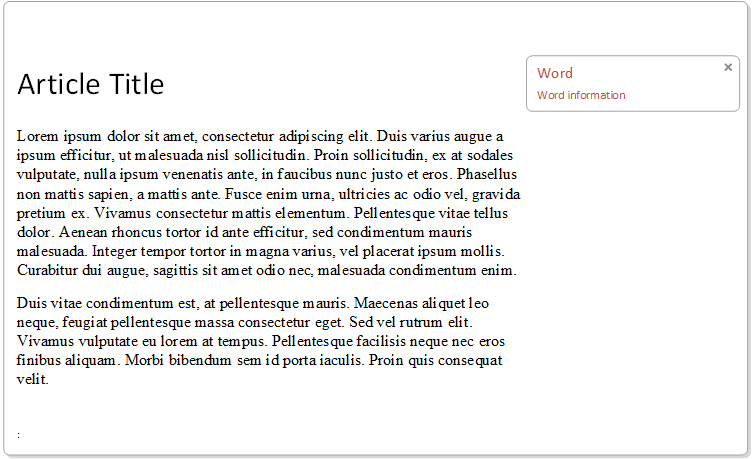 Article Title
Word
×
Word information
Lorem ipsum dolor sit amet, consectetur adipiscing elit. Duis varius augue a
ipsum efficitur, ut malesuada nisl sollicitudin. Proin sollicitudin, ex at sodales
vulputate, nulla ipsum venenatis ante, in faucibus nunc justo et eros. Phasellus
non mattis sapien, a mattis ante. Fusce enim urna, ultricies ac odio vel, gravida
pretium ex. Vivamus consectetur mattis elementum. Pellentesque vitae tellus
dolor. Aenean rhoncus tortor id ante efficitur, sed condimentum mauris
malesuada. Integer tempor tortor in magna varius, vel placerat ipsum mollis.
Curabitur dui augue, sagittis sit amet odio nec, malesuada condimentum enim.
Duis vitae condimentum est, at pellentesque mauris. Maecenas aliquet leo
neque, feugiat pellentesque massa consectetur eget. Sed vel rutrum elit.
Vivamus vulputate eu lorem at tempus. Pellentesque facilisis neque nec eros
finibus aliquam. Morbi bibendum sem id porta iaculis. Proin quis consequat
velit.
: